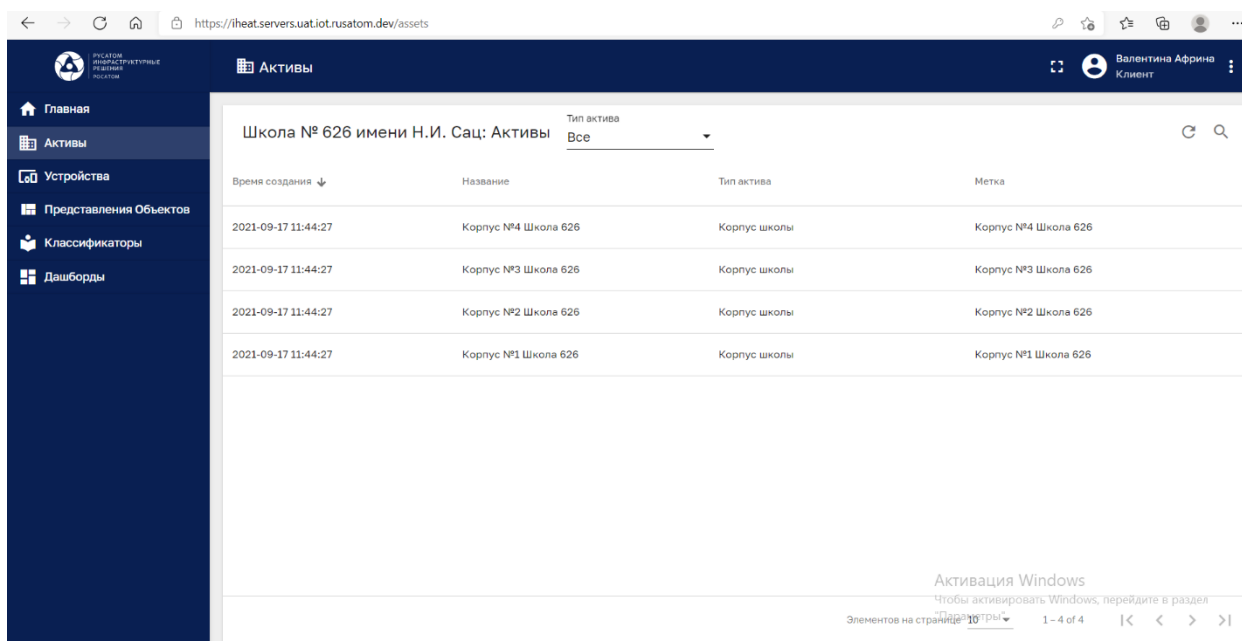 https://iheat.servers.uat.iot.rusatom.dev/assets
РУСАТОМ
ИНФРАСТРУКТУРНЫЕ
РЕШЕНИЯ
РОСАТОМ
Активы
Валентина Африна
Клиент
Главная
Активы
Устройства
Представления Объектов
Классификаторы
Дашборды
Школа № 626 имени Н.И. Сац: Активы
Тип актива
Все
Время создания Название Тип актива Метка
2021-09-17 11:44:27 Корпус №4 Школа 626 Корпус школы Корпус №4 Школа 626
2021-09-17 11:44:27 Корпус №3 Школа 626 Корпус школы Корпус №3 Школа 626
2021-09-17 11:44:27 Корпус №2 Школа 626 Корпус школы Корпус №2 Школа 626
2021-09-17 11:44:27 Корпус №1 Школа 626 Корпус школы Корпус №1 Школа 626
Активация Windows
Чтобы активировать Windows, перейдите в раздел
"Параметры".
Элементов на странице 10 1 – 4 of 4